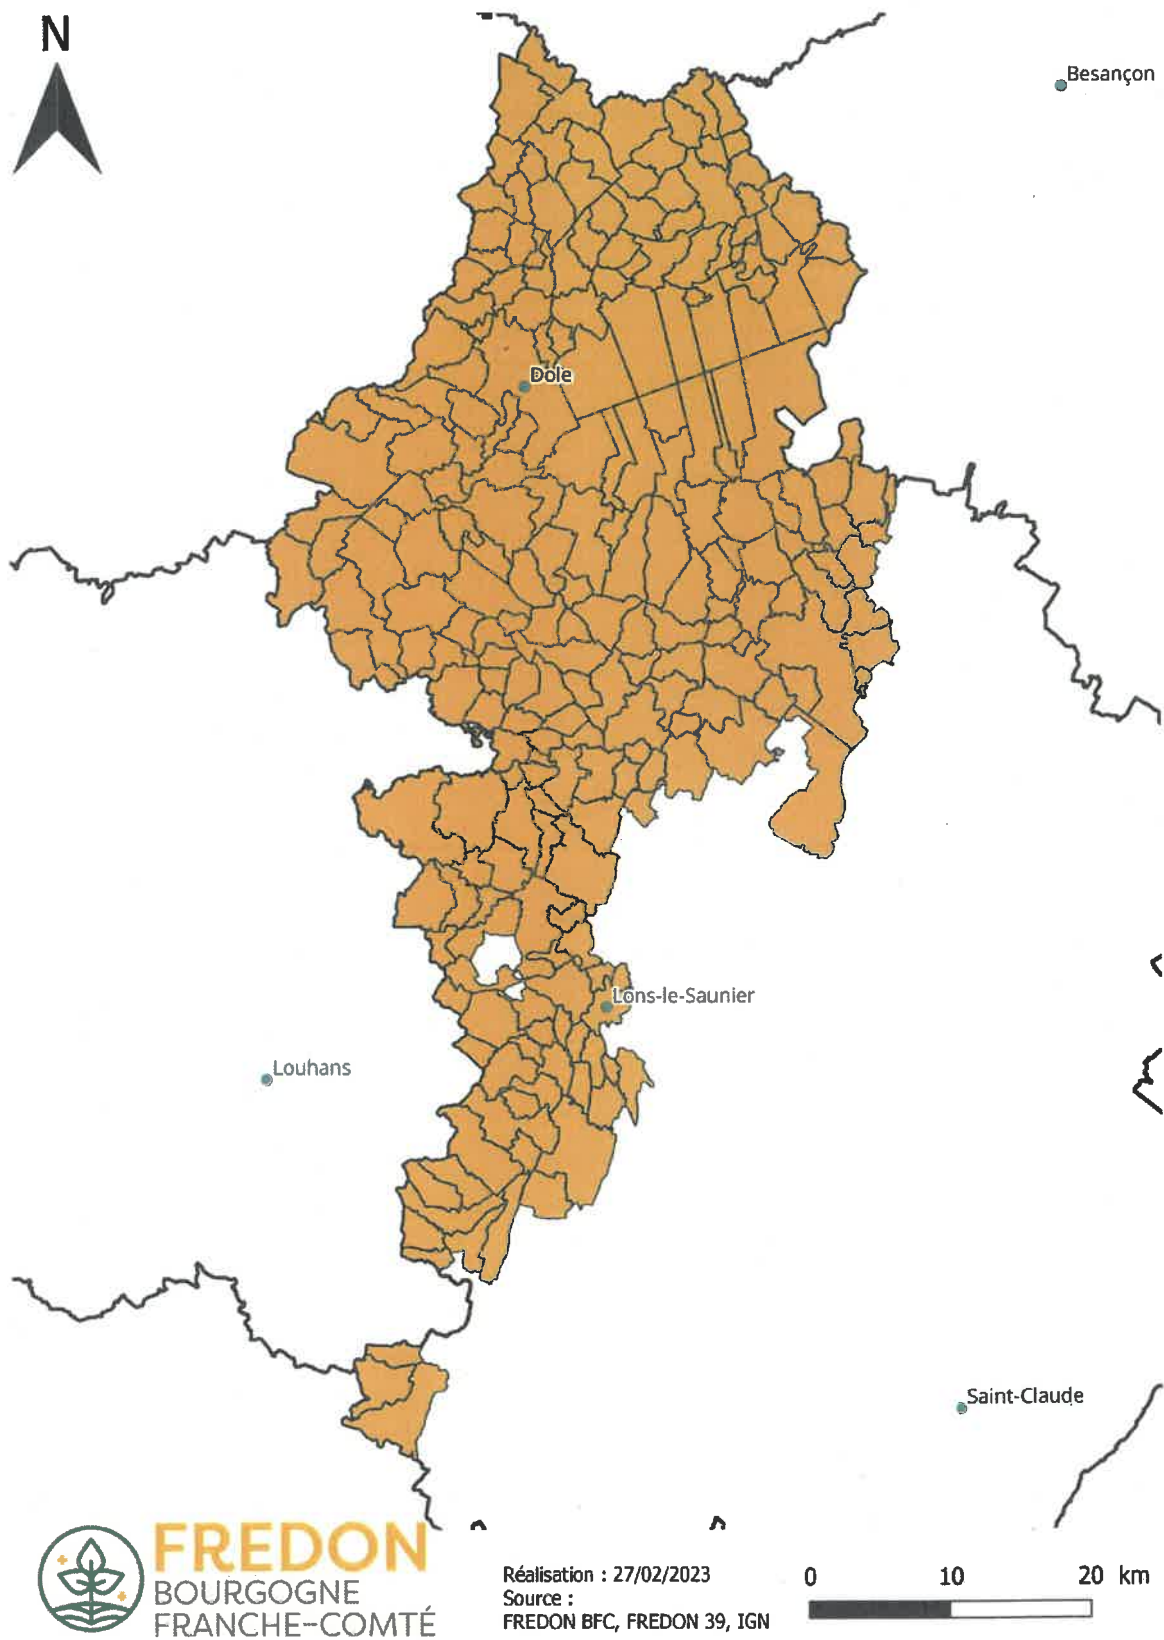 N
Besançon
Dole
Lons-le-Saunier
Louhans
Saint-Claude
FREDON
BOURGOGNE
FRANCHE-COMTÉ
Réalisation : 27/02/2023
Source :
FREDON BFC, FREDON 39, IGN
0 10 20 km